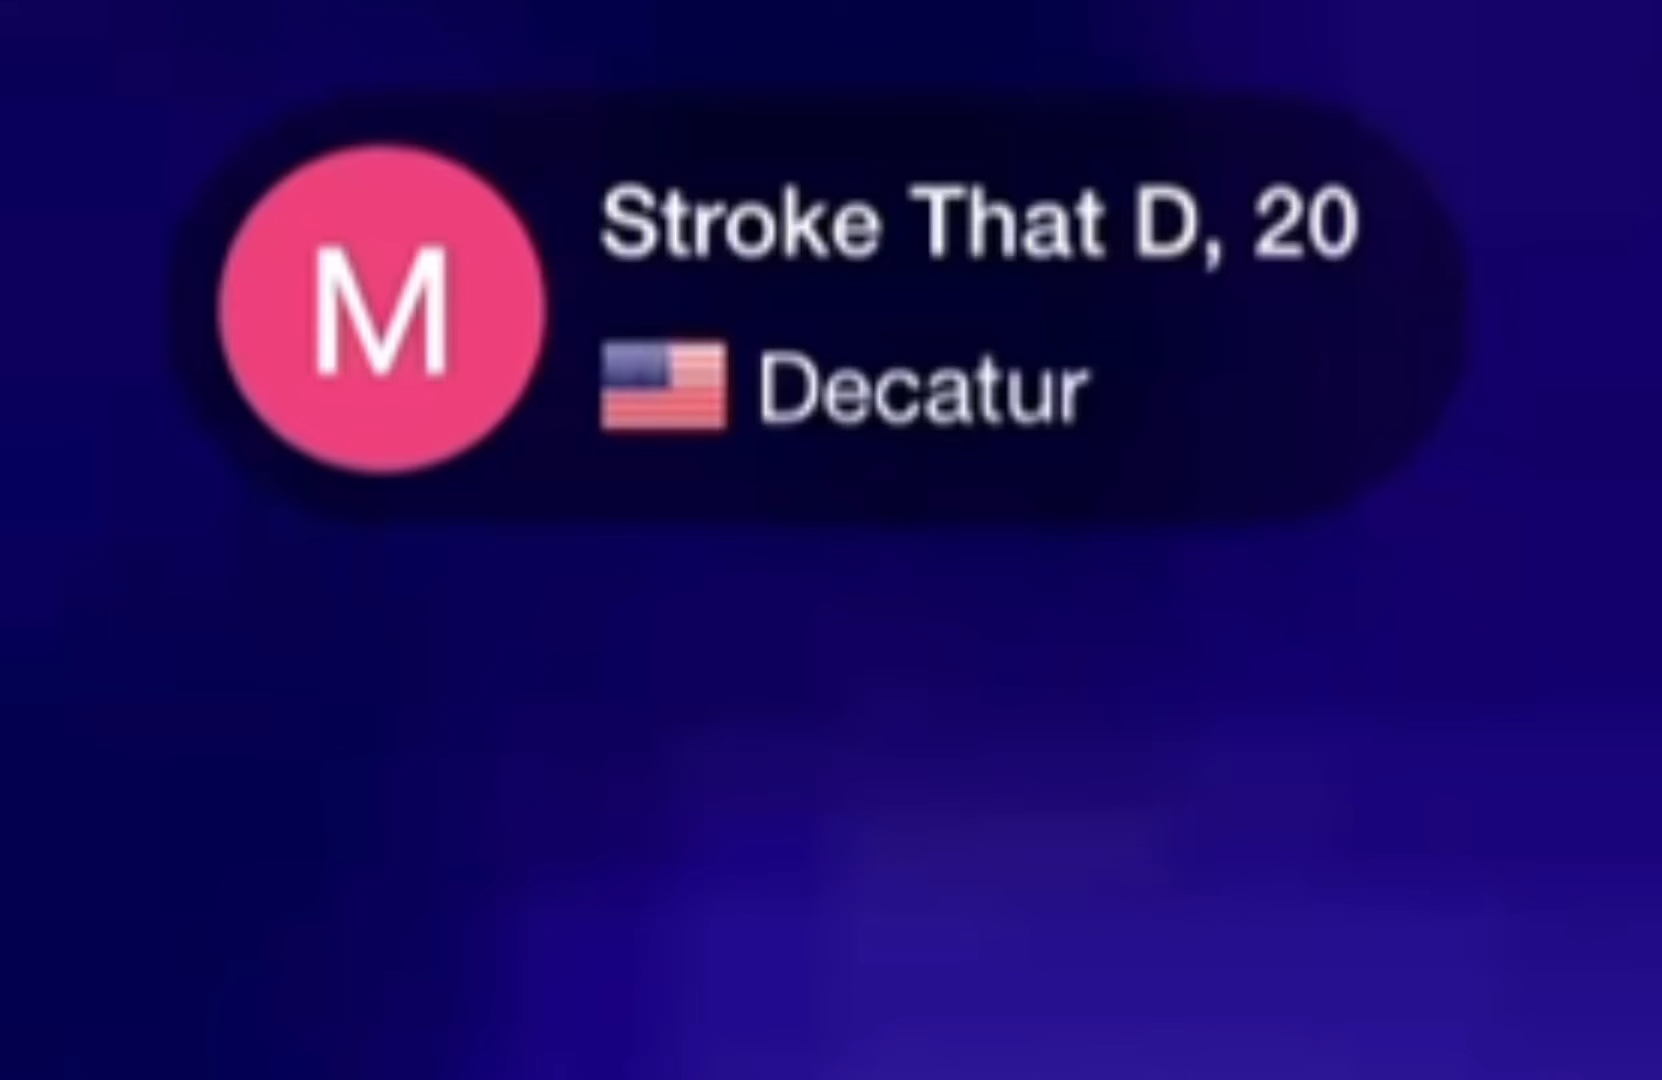 M
Stroke That D, 20
🇺🇸 Decatur